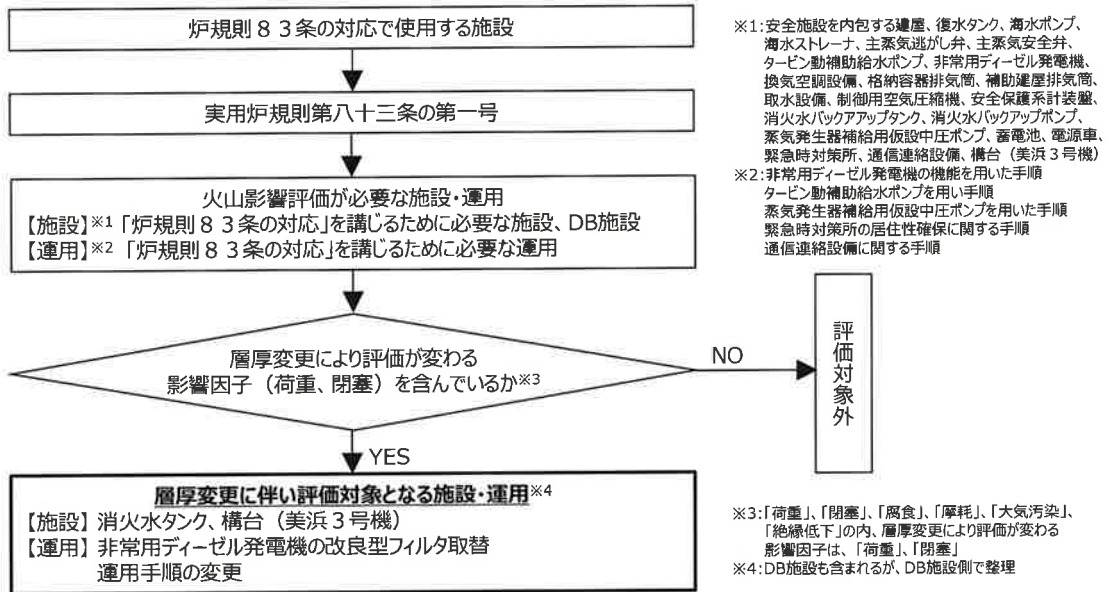 炉規則83条の対応で使用する施設
実用炉規則第八十三条の第一号
火山影響評価が必要な施設・運用
【施設】※1「炉規則83条の対応」を講じるために必要な施設、DB施設
【運用】※2「炉規則83条の対応」を講じるために必要な運用
層厚変更により評価が変わる
影響因子（荷重、閉塞）を含んでいるか※3
NO
評価対象外
YES
層厚変更に伴い評価対象となる施設・運用※4
【施設】消火水タンク、構台（美浜3号機）
【運用】非常用ディーゼル発電機の改良型フィルタ取替
運用手順の変更
※1:安全施設を内包する建屋、復水タンク、海水ポンプ、
海水ストレーナ、主蒸気逃がし弁、主蒸気安全弁、
タービン動補助給水ポンプ、非常用ディーゼル発電機、
換気空調設備、格納容器排気筒、補助建屋排気筒、
取水設備、制御用空気圧縮機、安全保護系計装盤、
消火水バックアアップタンク、消火水バックアップポンプ、
蒸気発生器補給用仮設中圧ポンプ、蓄電池、電源車、
緊急時対策所、通信連絡設備、構台（美浜3号機）
※2:非常用ディーゼル発電機の機能を用いた手順
タービン動補助給水ポンプを用い手順
蒸気発生器補給用仮設中圧ポンプを用いた手順
緊急時対策所の居住性確保に関する手順
通信連絡設備に関する手順
※3:「荷重」、「閉塞」、「腐食」、「摩耗」、「大気汚染」、
「絶縁低下」の内、層厚変更により評価が変わる
影響因子は、「荷重」、「閉塞」
※4:DB施設も含まれるが、DB施設側で整理